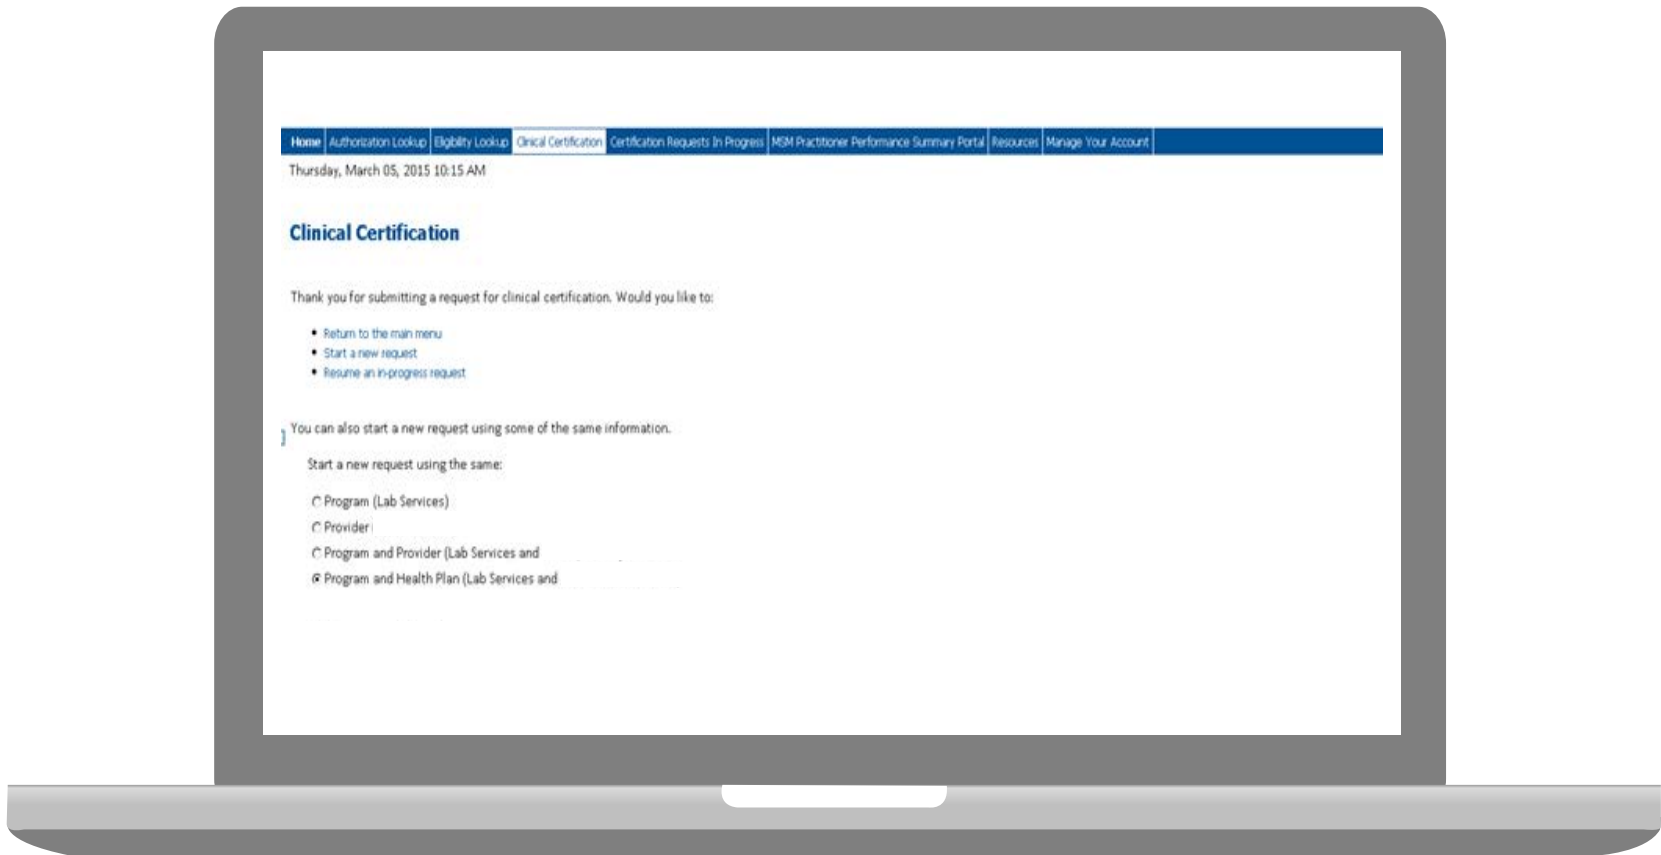 Home Authorization Lookup Eligibility Lookup Clinical Certification Certification Requests In Progress MSM Practitioner Performance Summary Portal Resources Manage Your Account
Thursday, March 05, 2015 10:15 AM
Clinical Certification
Thank you for submitting a request for clinical certification. Would you like to:
• Return to the main menu
• Start a new request
• Resume an in-progress request
You can also start a new request using some of the same information.
Start a new request using the same:
Program (Lab Services)
Provider
Program and Provider (Lab Services and
Program and Health Plan (Lab Services and